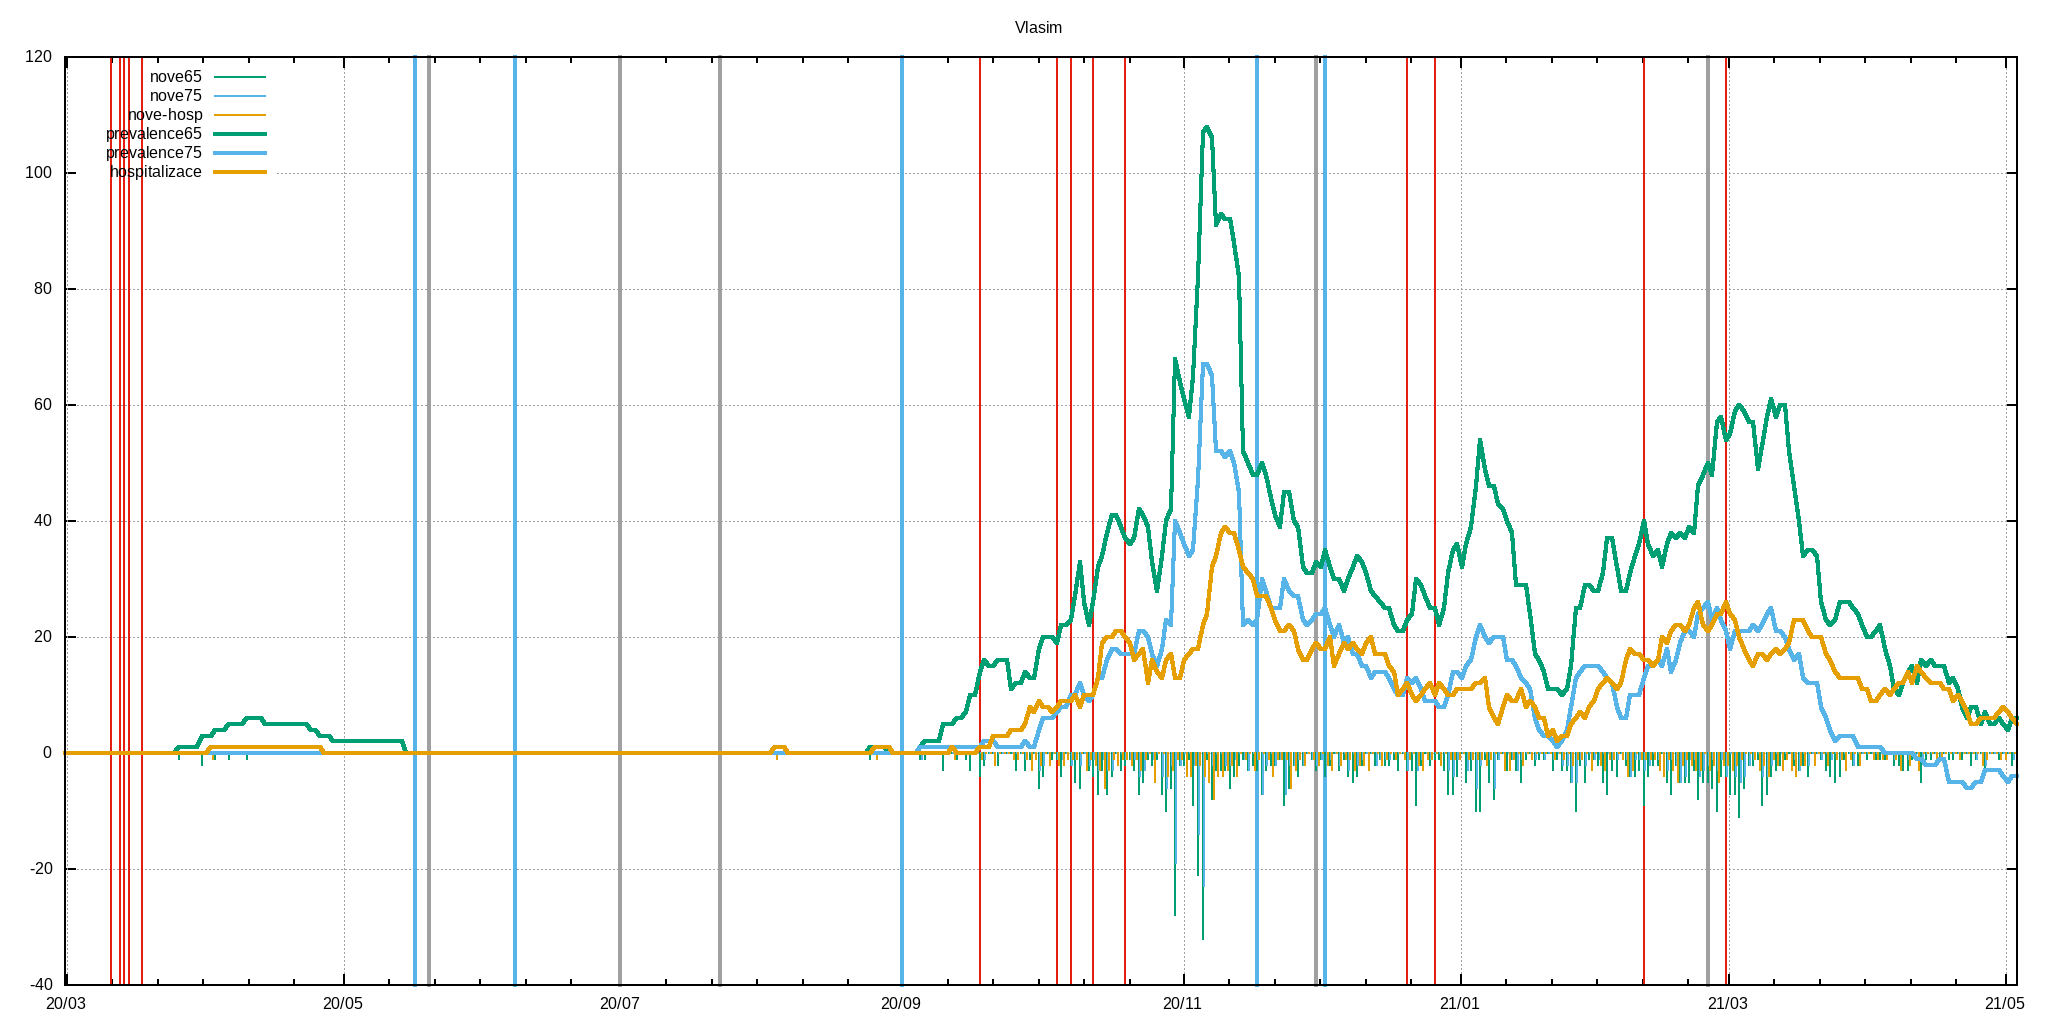 Vlasim
120
100
80
60
40
20
0
-20
-40
nove65
nove75
nove-hosp
prevalence65
prevalence75
hospitalizace
20/03 20/05 20/07 20/09 20/11 21/01 21/03 21/05